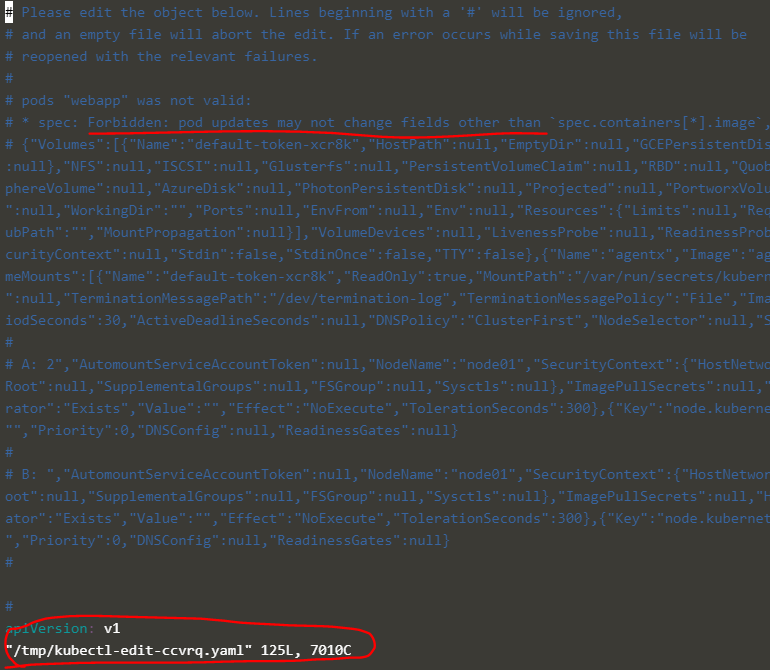 # Please edit the object below. Lines beginning with a '#' will be ignored,
# and an empty file will abort the edit. If an error occurs while saving this file will be
# reopened with the relevant failures.
#
# pods "webapp" was not valid:
# * spec: Forbidden: pod updates may not change fields other than `spec.containers[*].image`,
# {"Volumes":[{"Name":"default-token-xcr8k","HostPath":null,"EmptyDir":null,"GCEPersistentDis
:null},"NFS":null,"ISCSI":null,"Glusterfs":null,"PersistentVolumeClaim":null,"RBD":null,"Quob
phereVolume":null,"AzureDisk":null,"PhotonPersistentDisk":null,"Projected":null,"PortworxVolu
":null,"WorkingDir":"","Ports":null,"EnvFrom":null,"Env":null,"Resources":{"Limits":null,"Req
ubPath":"","MountPropagation":null}],"VolumeDevices":null,"LivenessProbe":null,"ReadinessProb
curityContext":null,"Stdin":false,"StdinOnce":false,"TTY":false},{"Name":"agentx","Image":"ag
meMounts":[{"Name":"default-token-xcr8k","ReadOnly":true,"MountPath":"/var/run/secrets/kubern
":null,"TerminationMessagePath":"/dev/termination-log","TerminationMessagePolicy":"File","Ima
iodSeconds":30,"ActiveDeadlineSeconds":null,"DNSPolicy":"ClusterFirst","NodeSelector":null,"S
#
# A: 2","AutomountServiceAccountToken":null,"NodeName":"node01","SecurityContext":{"HostNetwo
Root":null,"SupplementalGroups":null,"FSGroup":null,"Sysctls":null},"ImagePullSecrets":null,"
rator":"Exists","Value":"","Effect":"NoExecute","TolerationSeconds":300},{"Key":"node.kuberne
"","Priority":0,"DNSConfig":null,"ReadinessGates":null}
#
# B: ","AutomountServiceAccountToken":null,"NodeName":"node01","SecurityContext":{"HostNetwor
oot":null,"SupplementalGroups":null,"FSGroup":null,"Sysctls":null},"ImagePullSecrets":null,"H
ator":"Exists","Value":"","Effect":"NoExecute","TolerationSeconds":300},{"Key":"node.kubernet
","Priority":0,"DNSConfig":null,"ReadinessGates":null}
#
#
apiVersion: v1
"/tmp/kubectl-edit-ccvrq.yaml" 125L, 7010C